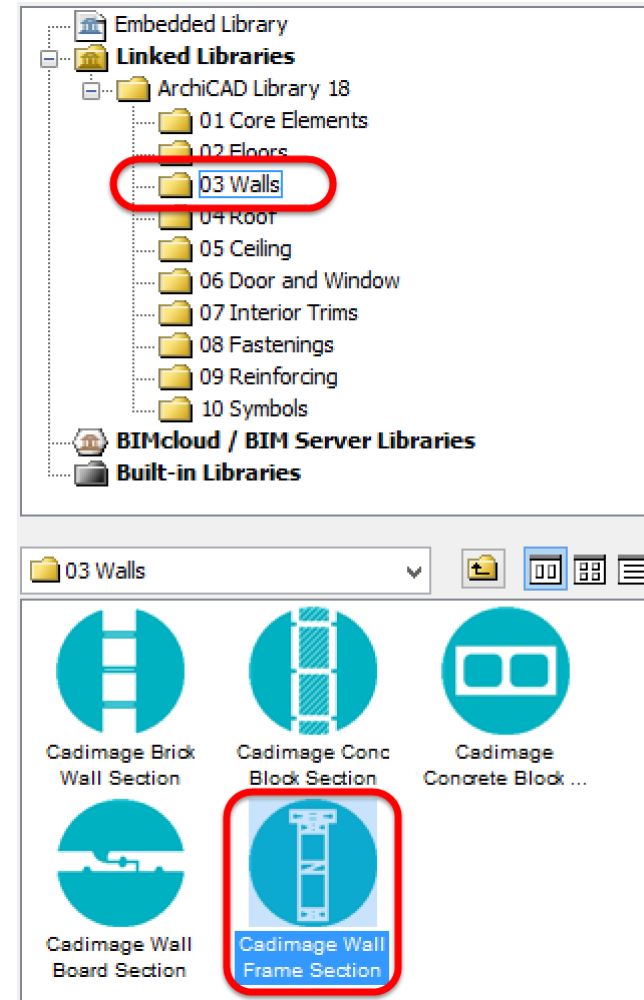 Embedded Library
Linked Libraries
ArchiCAD Library 18
01 Core Elements
02 Floors
03 Walls
04 Roof
05 Ceiling
06 Door and Window
07 Interior Trims
08 Fastenings
09 Reinforcing
10 Symbols
BIMcloud / BIM Server Libraries
Built-in Libraries
03 Walls
Cadimage Brick
Wall Section
Cadimage Conc
Block Section
Cadimage
Concrete Block ...
Cadimage Wall
Board Section
Cadimage Wall
Frame Section